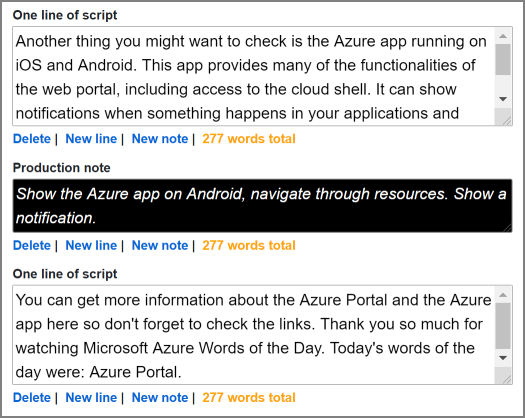 One line of script
Another thing you might want to check is the Azure app running on
iOS and Android. This app provides many of the functionalities of
the web portal, including access to the cloud shell. It can show
notifications when something happens in your applications and
Delete | New line | New note | 277 words total
Production note
Show the Azure app on Android, navigate through resources. Show a
notification.
Delete | New line | New note | 277 words total
One line of script
You can get more information about the Azure Portal and the Azure
app here so don't forget to check the links. Thank you so much for
watching Microsoft Azure Words of the Day. Today's words of the
day were: Azure Portal.
Delete | New line | New note | 277 words total